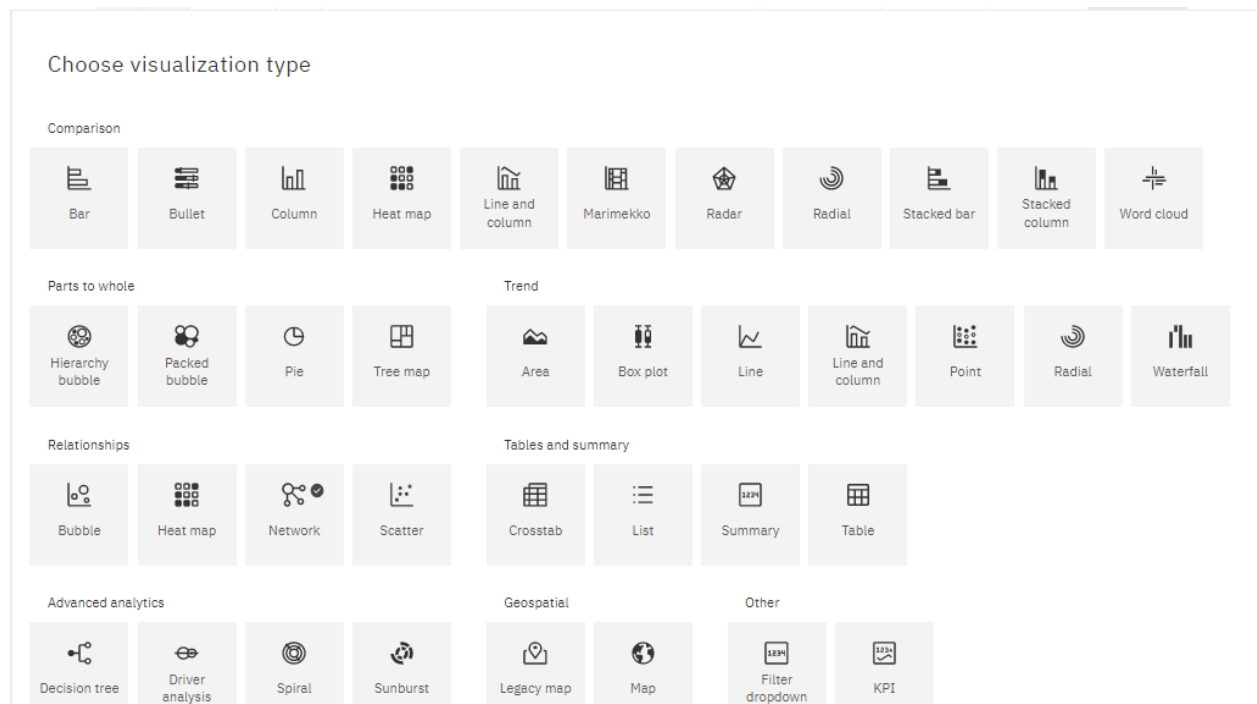 Choose visualization type
Comparison
Bar
Bullet
Column
Heat map
Line and
column
Marimekko
Radar
Radial
Stacked bar
Stacked
column
Word cloud
Parts to whole
Hierarchy
bubble
Packed
bubble
Pie
Tree map
Trend
Area
Box plot
Line
Line and
column
Point
Radial
Waterfall
Relationships
Bubble
Heat map
Network
Scatter
Tables and summary
Crosstab
List
1234
Summary
Table
Advanced analytics
Decision tree
Driver
analysis
Spiral
Sunburst
Geospatial
Legacy map
Map
Other
1234
Filter
dropdown
123+
KPI